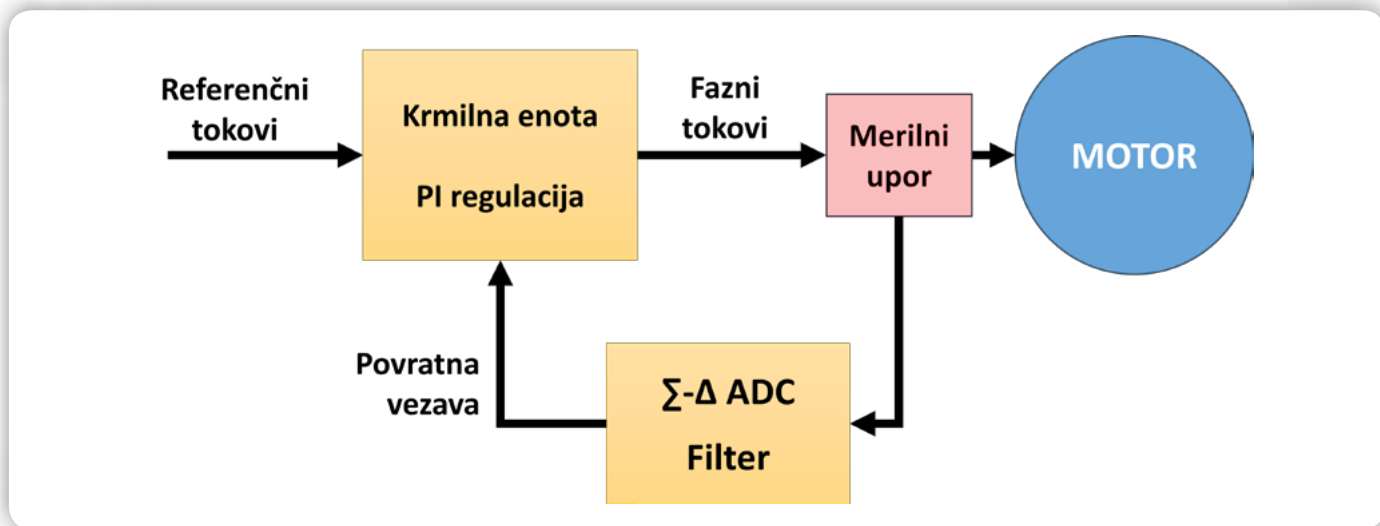 Referenčni
tokovi
Krmilna enota
PI regulacija
Fazni
tokovi
Merilni
upor
MOTOR
Povratna
vezava
∑-Δ ADC
Filter